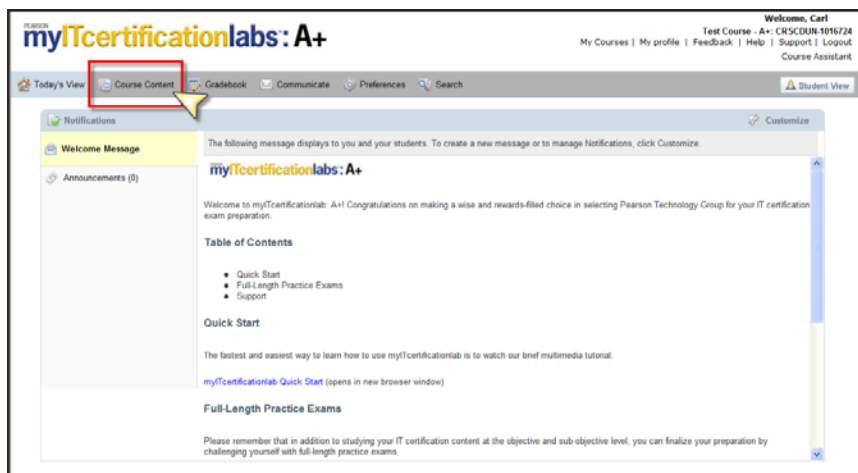 PEARSON
myITcertificationlabs: A+
Welcome, Carl
Test Course - A+: CRSCDUN-1016724
My Courses | My profile | Feedback | Help | Support | Logout
Course Assistant
Today's View Course Content Gradebook Communicate Preferences Search Student View
Notifications Customize
Welcome Message
Announcements (0)
The following message displays to you and your students. To create a new message or to manage Notifications, click Customize.
myITcertificationlabs: A+
Welcome to myITcertificationlab: A+! Congratulations on making a wise and rewards-filled choice in selecting Pearson Technology Group for your IT certification
exam preparation.
Table of Contents
● Quick Start
● Full-Length Practice Exams
● Support
Quick Start
The fastest and easiest way to learn how to use myITcertificationlab is to watch our brief multimedia tutorial:
myITcertificationlab Quick Start (opens in new browser window)
Full-Length Practice Exams
Please remember that in addition to studying your IT certification content at the objective and sub-objective level, you can finalize your preparation by
challenging yourself with full-length practice exams.